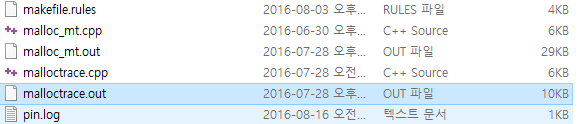 makefile.rules 2016-08-03 오후... RULES 파일 4KB
malloc_mt.cpp 2016-06-30 오후... C++ Source 6KB
malloc_mt.out 2016-07-28 오후... OUT 파일 29KB
malloctrace.cpp 2016-07-28 오전... C++ Source 6KB
malloctrace.out 2016-07-28 오후... OUT 파일 10KB
pin.log 2016-08-16 오전... 텍스트 문서 1KB